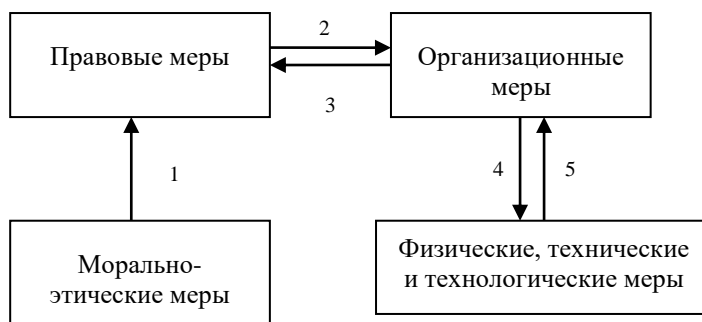 Правовые меры
2
Организационные
меры
3
1
4
5
Морально-
этические меры
Физические, технические
и технологические меры